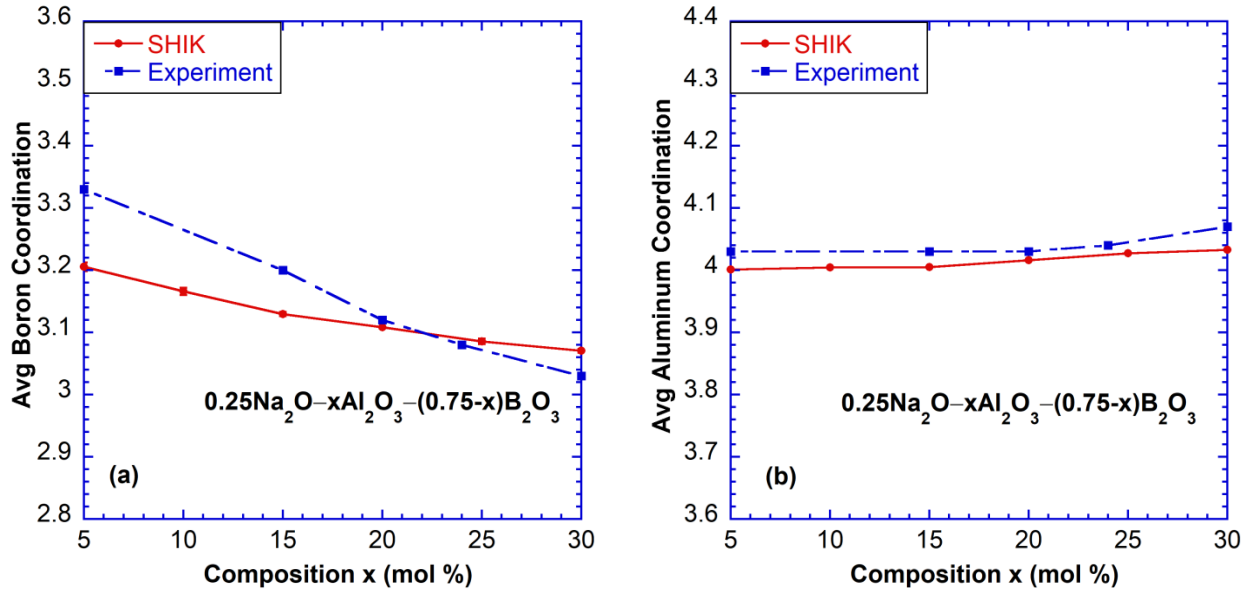 3.6
3.5
3.4
3.3
3.2
3.1
3
2.9
2.8
Avg Boron Coordination
SHIK
Experiment
0.25Na₂O–xAl₂O₃–(0.75-x)B₂O₃
(a)
5 10 15 20 25 30
Composition x (mol %)
4.4
4.3
4.2
4.1
4
3.9
3.8
3.7
3.6
Avg Aluminum Coordination
SHIK
Experiment
0.25Na₂O–xAl₂O₃–(0.75-x)B₂O₃
(b)
5 10 15 20 25 30
Composition x (mol %)